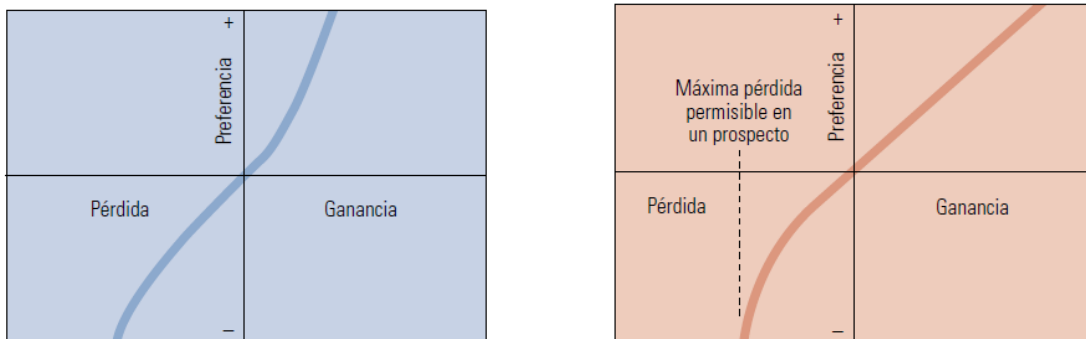 +
Preferencia
Pérdida
Ganancia
–
+
Preferencia
Máxima pérdida
permisible en
un prospecto
Pérdida
Ganancia
–